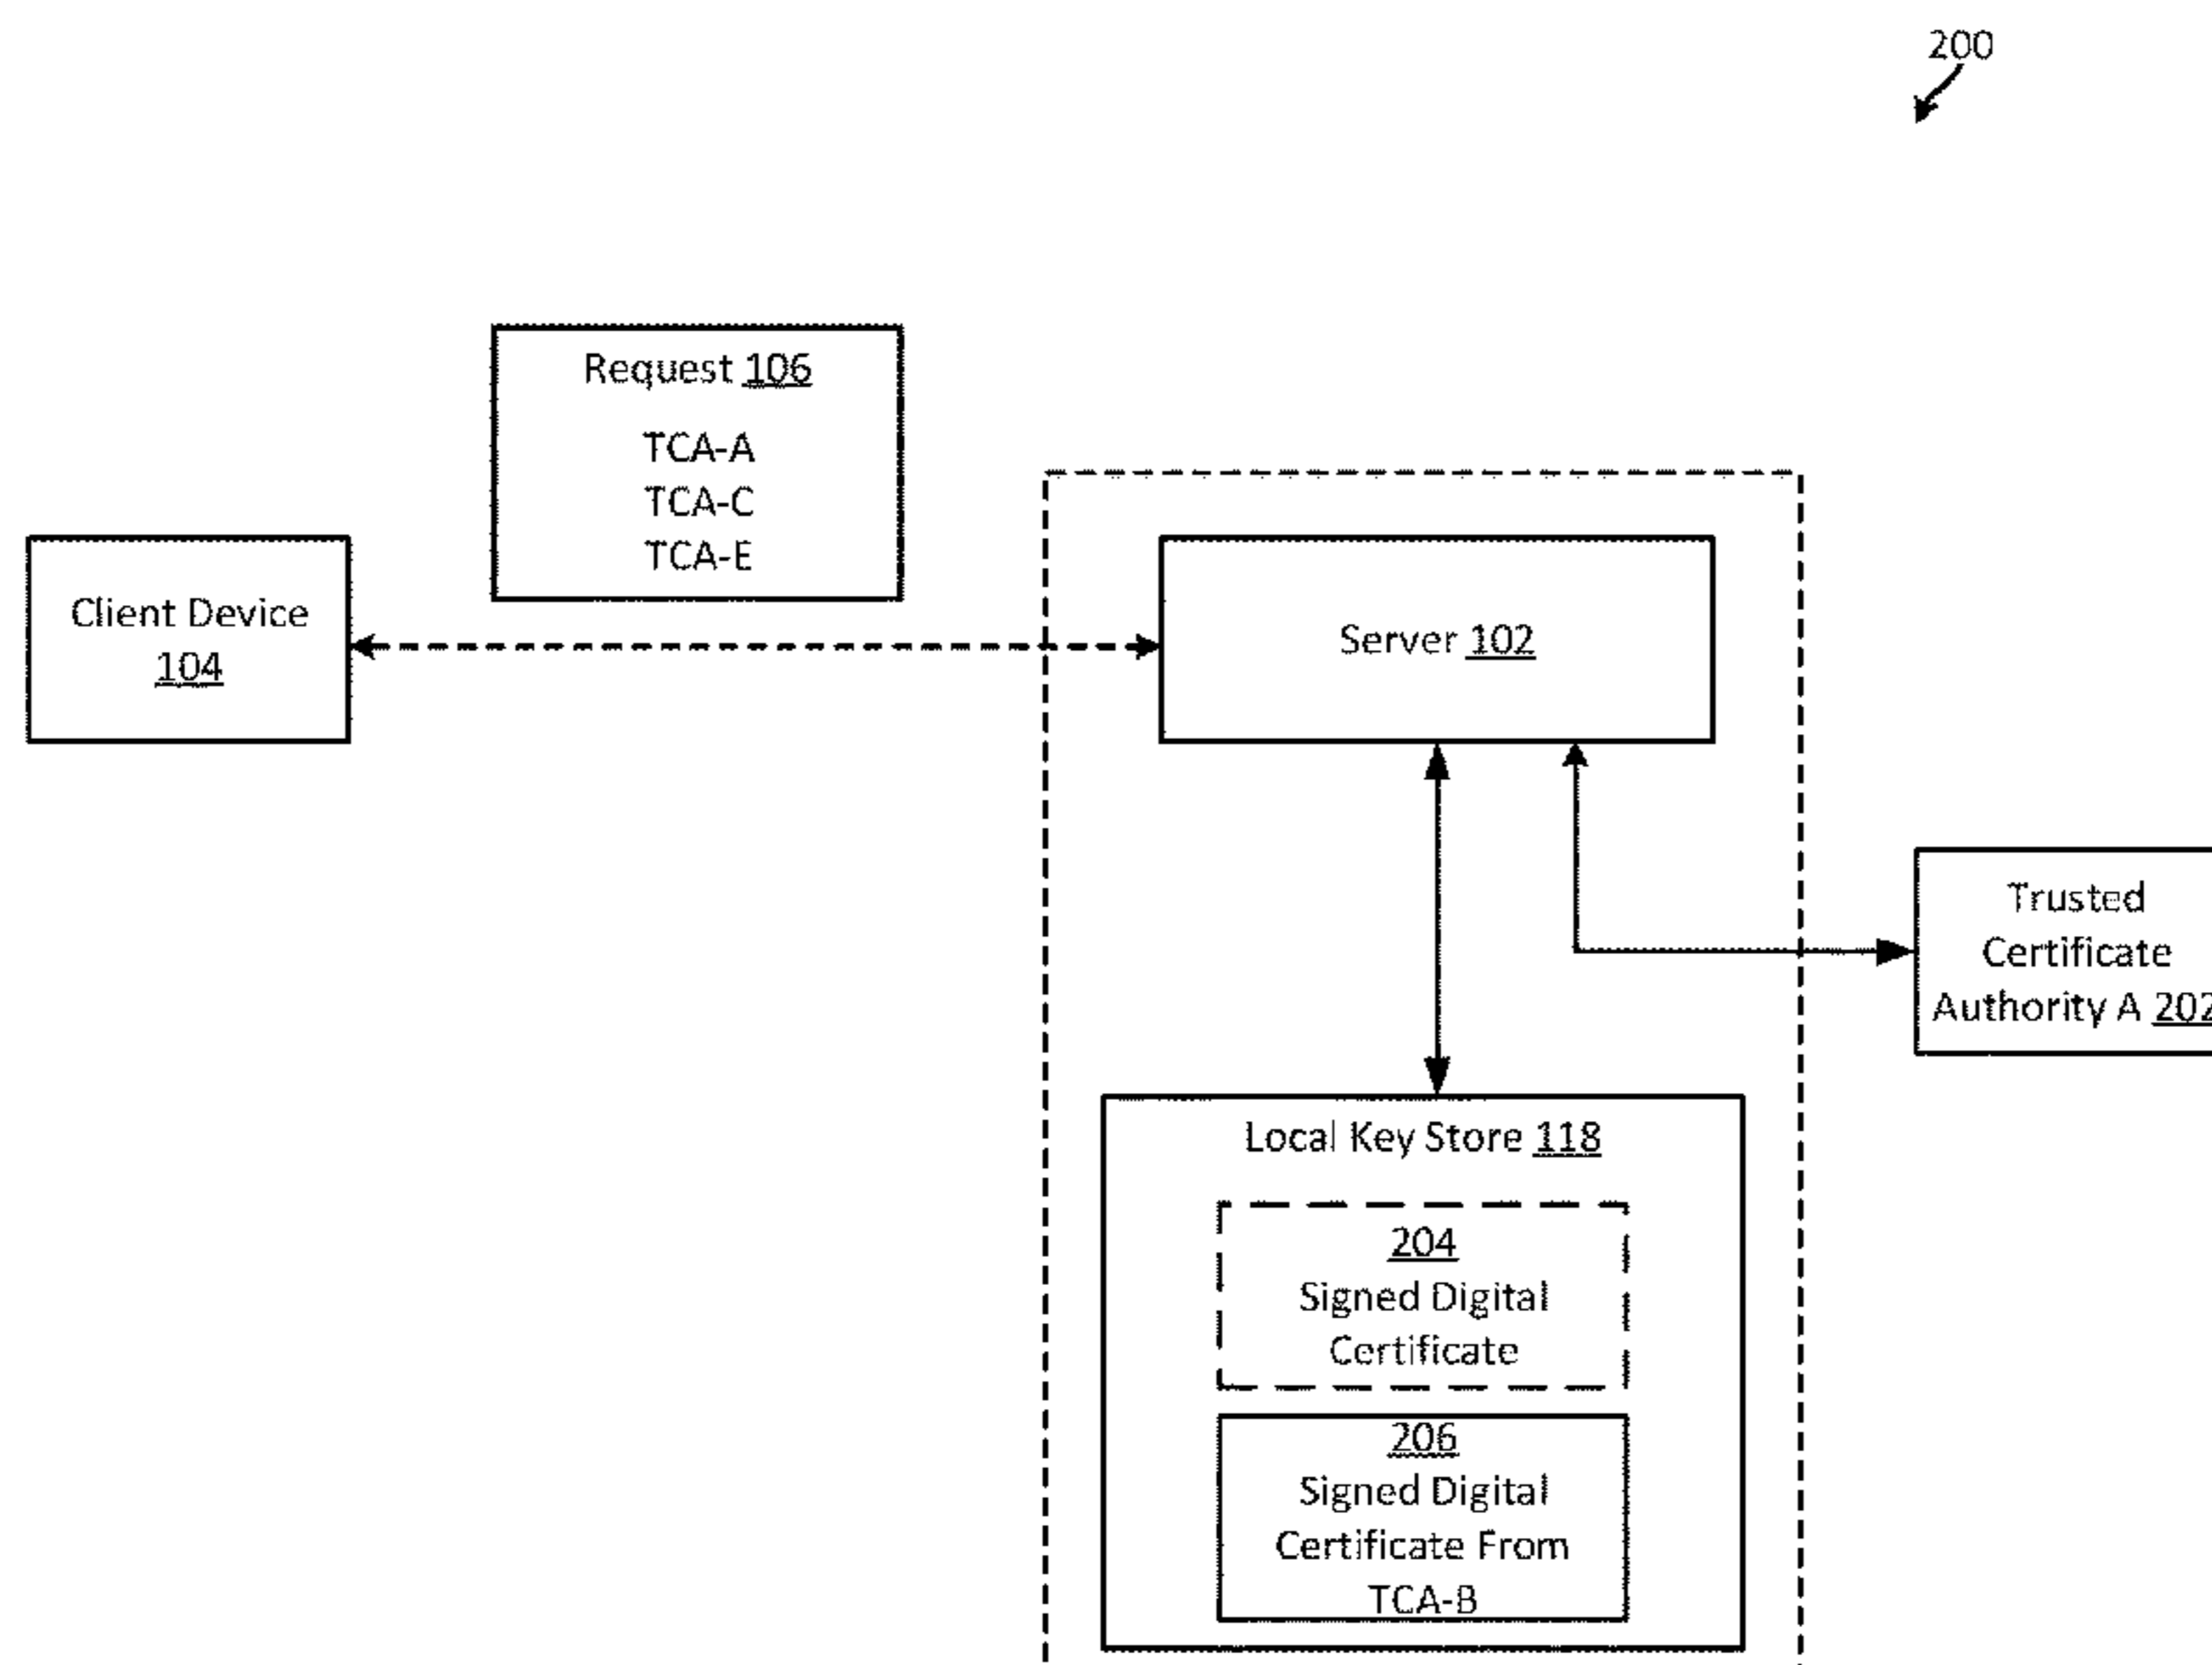 200
Request 106
TCA-A
TCA-C
TCA-E
Client Device
104
Server 102
Trusted
Certificate
Authority A 202
Local Key Store 118
204
Signed Digital
Certificate
206
Signed Digital
Certificate From
TCA-B